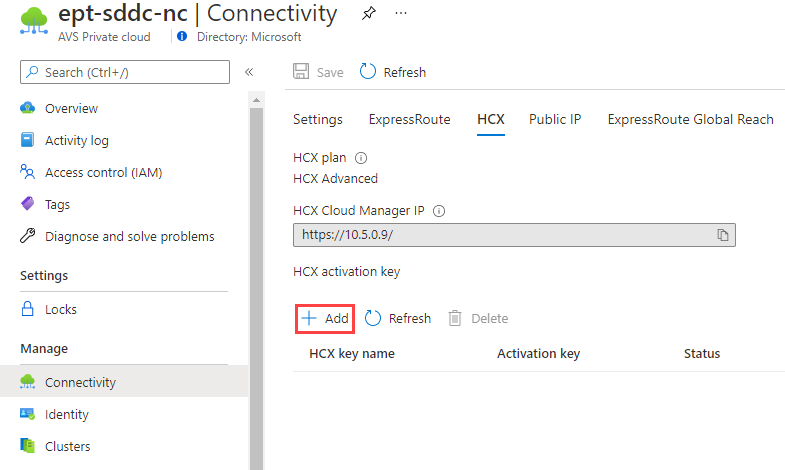 ept-sddc-nc | Connectivity ...
AVS Private cloud Directory: Microsoft
Search (Ctrl+/) «
Overview
Activity log
Access control (IAM)
Tags
Diagnose and solve problems
Settings
Locks
Manage
Connectivity
Identity
Clusters
Save Refresh
Settings ExpressRoute HCX Public IP ExpressRoute Global Reach
HCX plan
HCX Advanced
HCX Cloud Manager IP
https://10.5.0.9/
HCX activation key
Add Refresh Delete
HCX key name Activation key Status